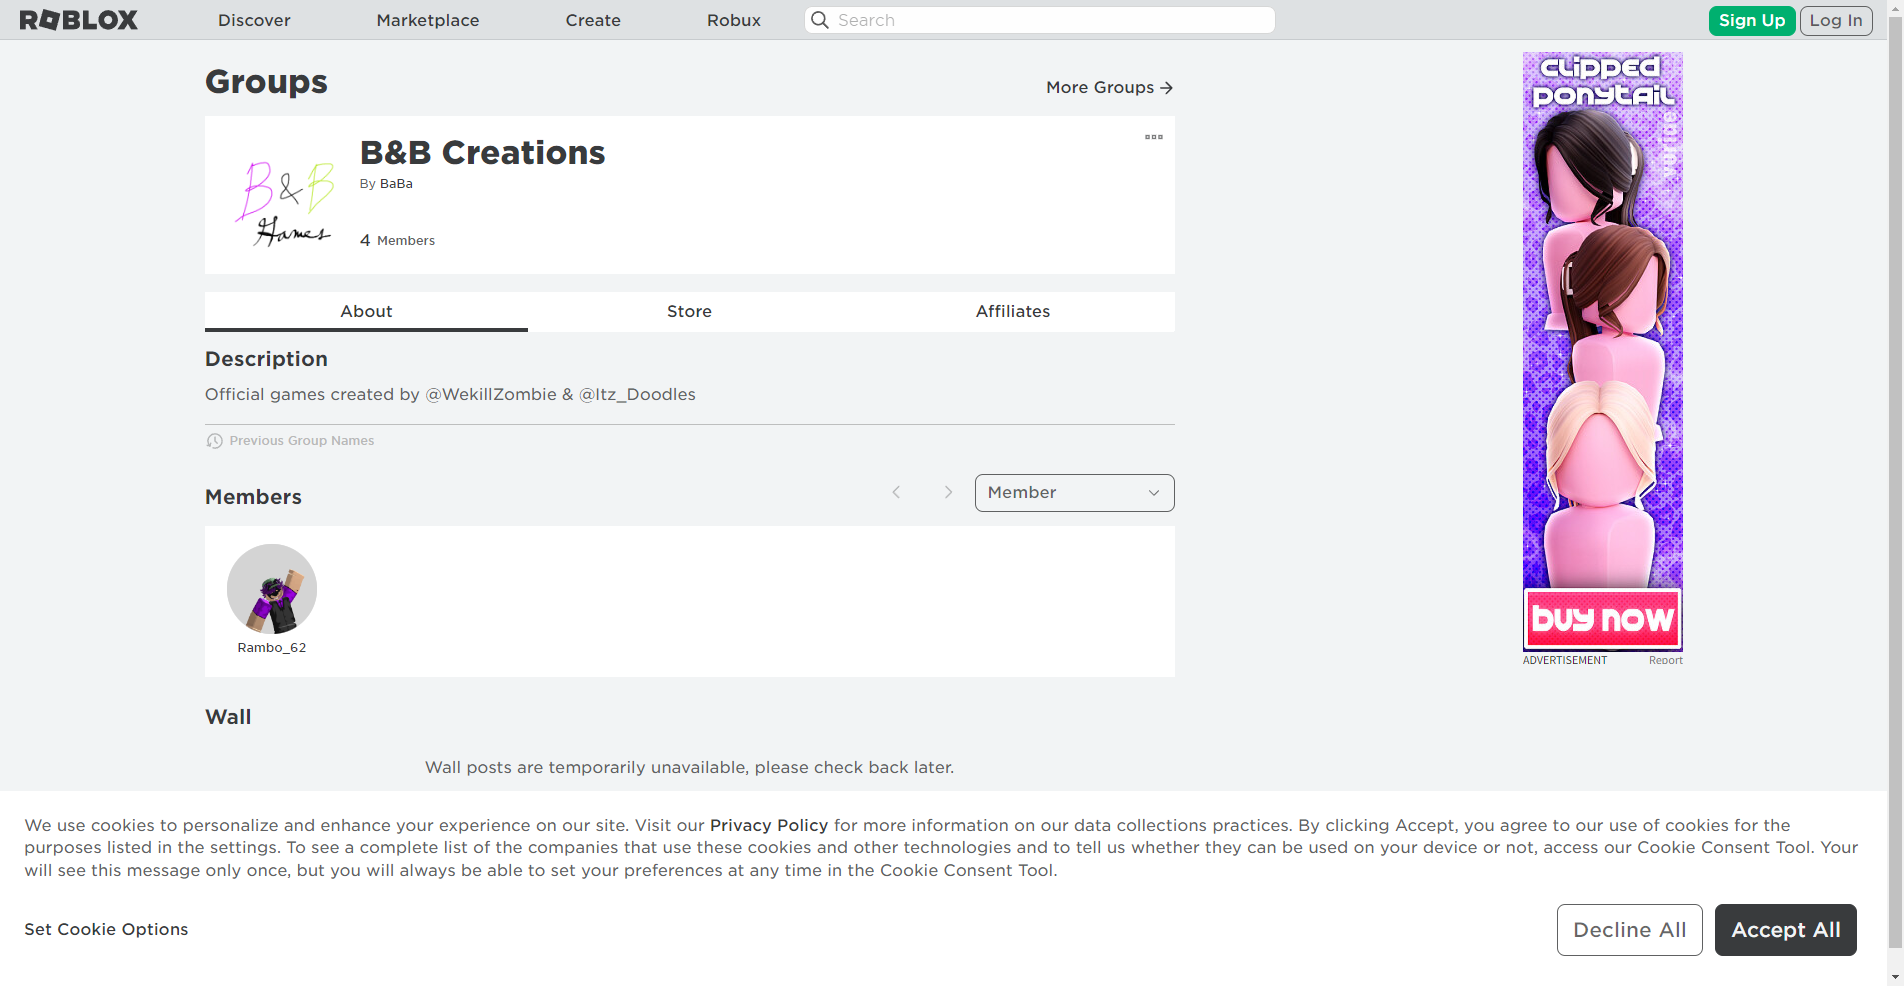 ROBLOX
Discover
Marketplace
Create
Robux
Search
Sign Up
Log In
Groups
More Groups
B&B
Games
B&B Creations
By BaBa
4 Members
About
Store
Affiliates
Description
Official games created by @WekillZombie & @Itz_Doodles
Previous Group Names
Members
Member
Rambo_62
Wall
Wall posts are temporarily unavailable, please check back later.
CLIPPED
PONYTAIL
buy now
ADVERTISEMENT
Report
We use cookies to personalize and enhance your experience on our site. Visit our Privacy Policy for more information on our data collections practices. By clicking Accept, you agree to our use of cookies for the
purposes listed in the settings. To see a complete list of the companies that use these cookies and other technologies and to tell us whether they can be used on your device or not, access our Cookie Consent Tool. Your
will see this message only once, but you will always be able to set your preferences at any time in the Cookie Consent Tool.
Set Cookie Options
Decline All
Accept All